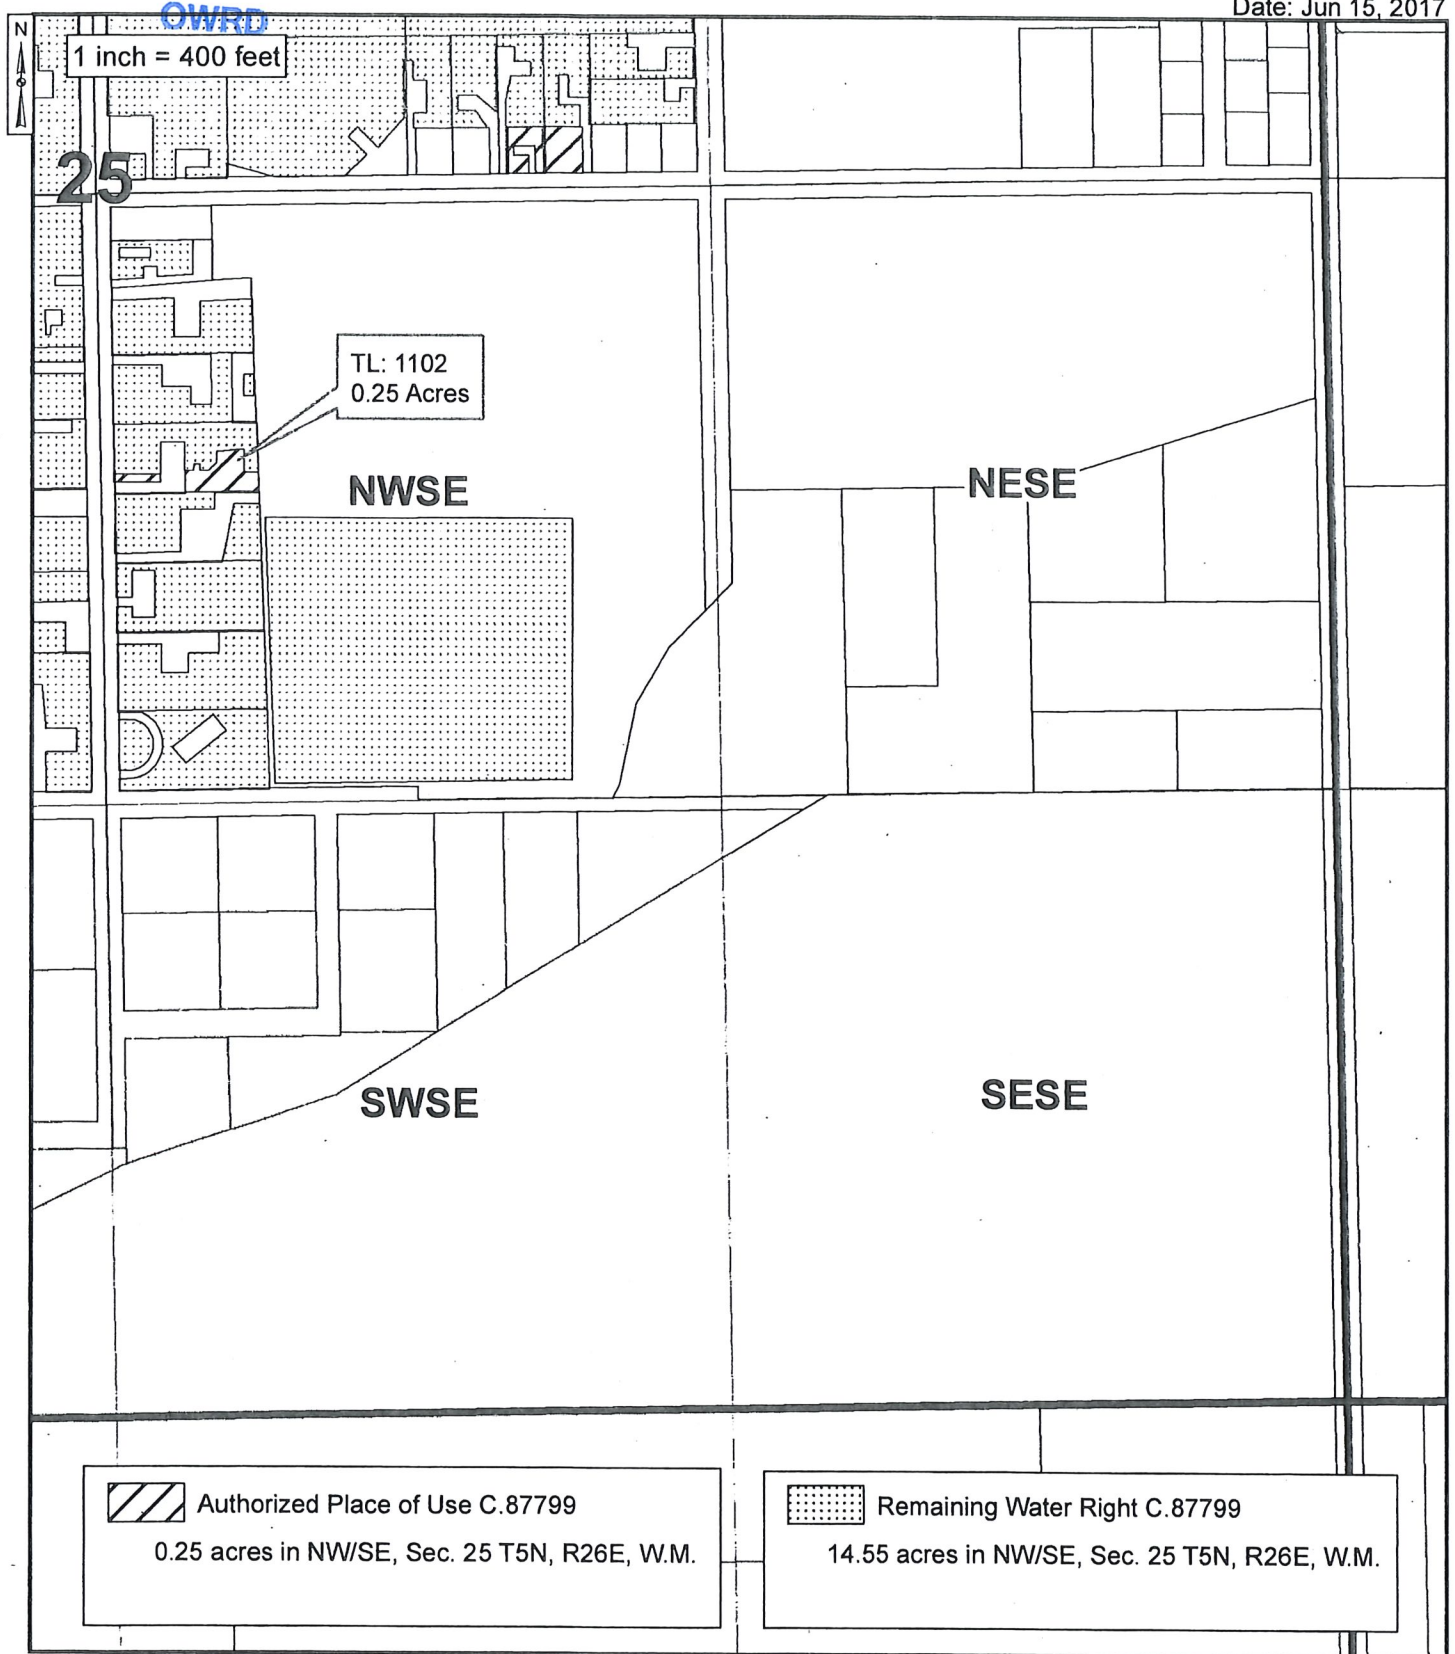 OWRD
Date: Jun 15, 2017
N
1 inch = 400 feet
25
TL: 1102
0.25 Acres
NWSE
NESE
SWSE
SESE
Authorized Place of Use C.87799
0.25 acres in NW/SE, Sec. 25 T5N, R26E, W.M.
Remaining Water Right C.87799
14.55 acres in NW/SE, Sec. 25 T5N, R26E, W.M.